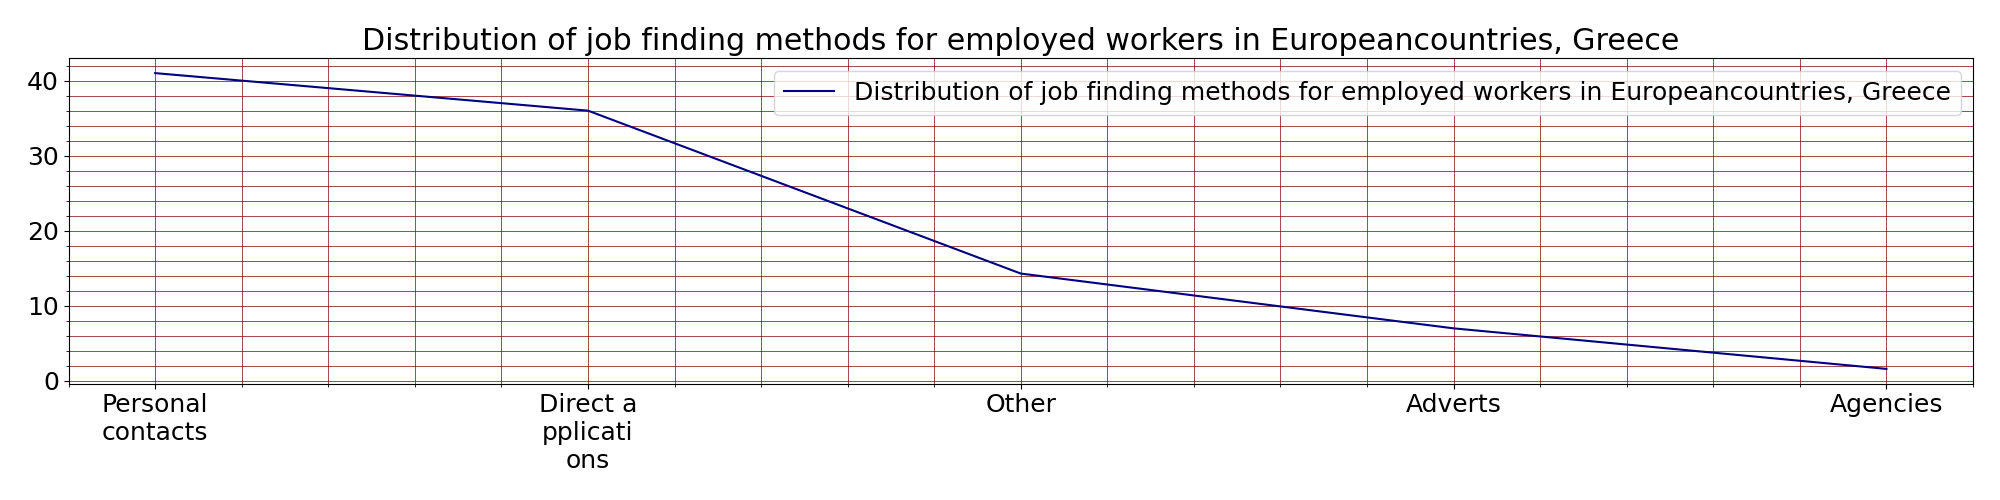 Distribution of job finding methods for employed workers in Europeancountries, Greece
Distribution of job finding methods for employed workers in Europeancountries, Greece
40
30
20
10
0
Personal
contacts
Direct a
pplicati
ons
Other
Adverts
Agencies